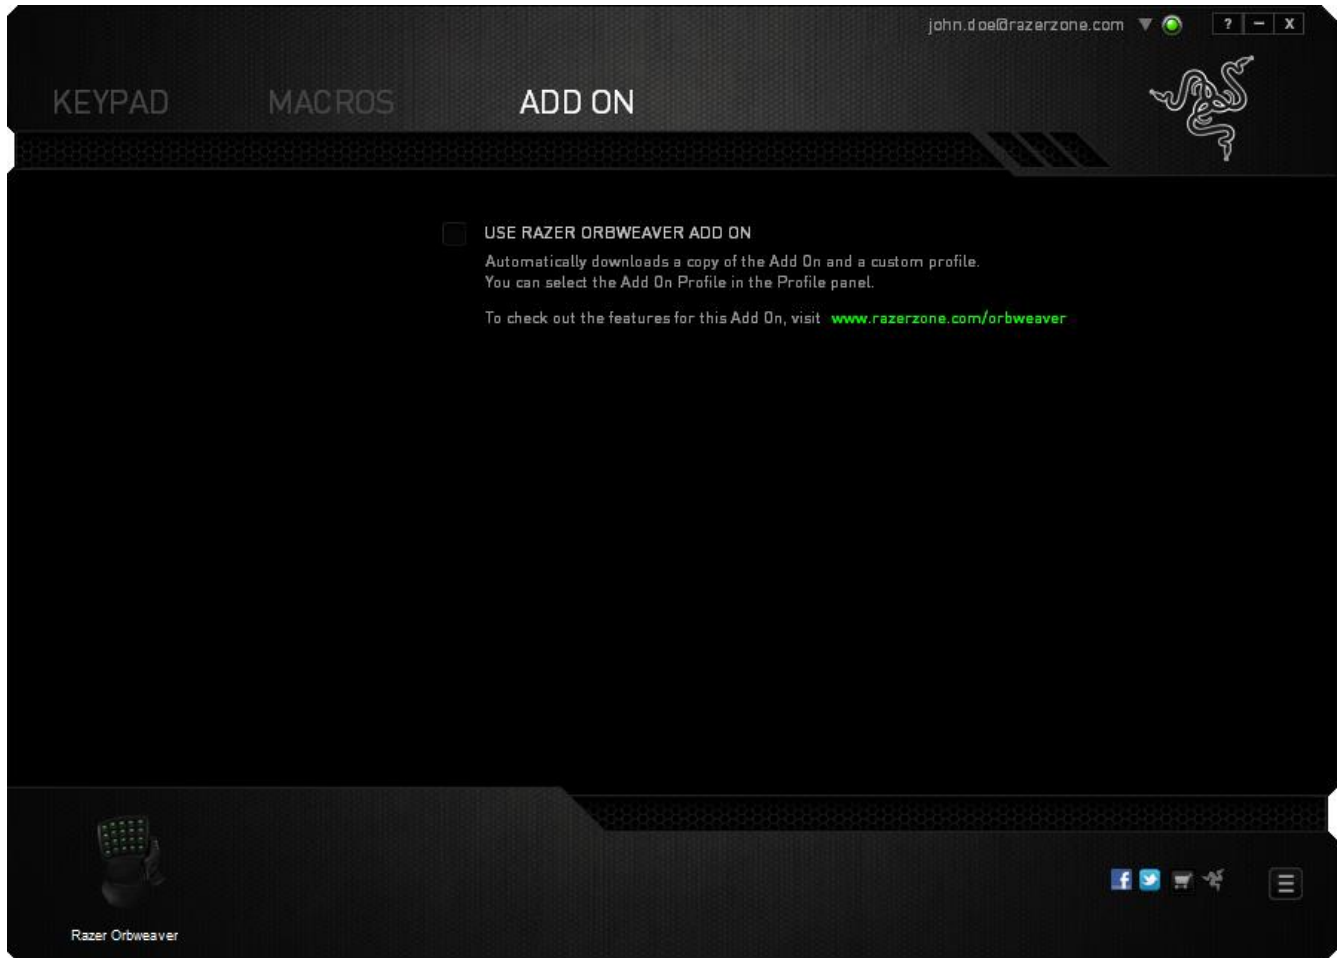 john.doe@razerzone.com
? – X
KEYPAD MACROS ADD ON
USE RAZER ORBWEAVER ADD ON
Automatically downloads a copy of the Add On and a custom profile.
You can select the Add On Profile in the Profile panel.
To check out the features for this Add On, visit www.razerzone.com/orbweaver
f
Razer Orbweaver